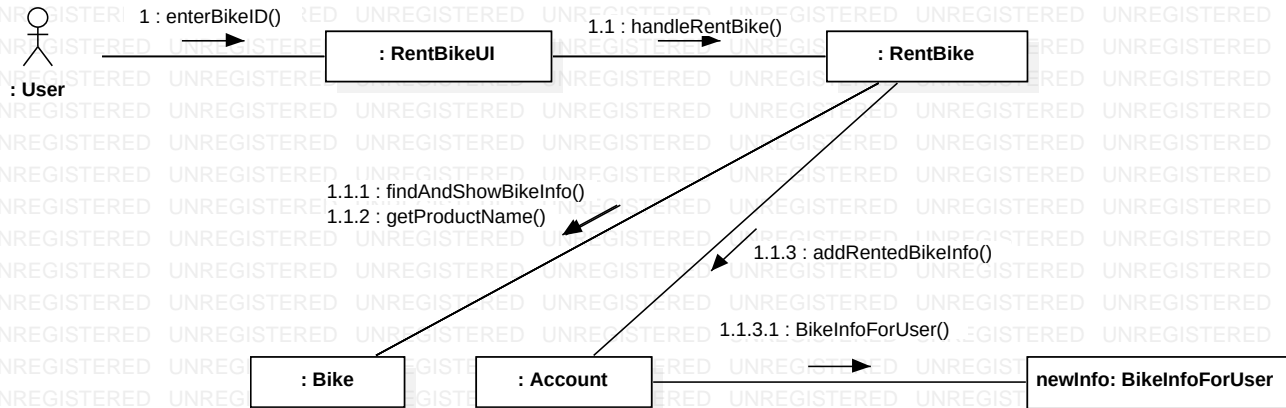 1 : enterBikeID()
1.1 : handleRentBike()
: RentBikeUI
: RentBike
: User
1.1.1 : findAndShowBikeInfo()
1.1.2 : getProductName()
1.1.3 : addRentedBikeInfo()
1.1.3.1 : BikeInfoForUser()
: Bike
: Account
newInfo: BikeInfoForUser
UNREGISTERED